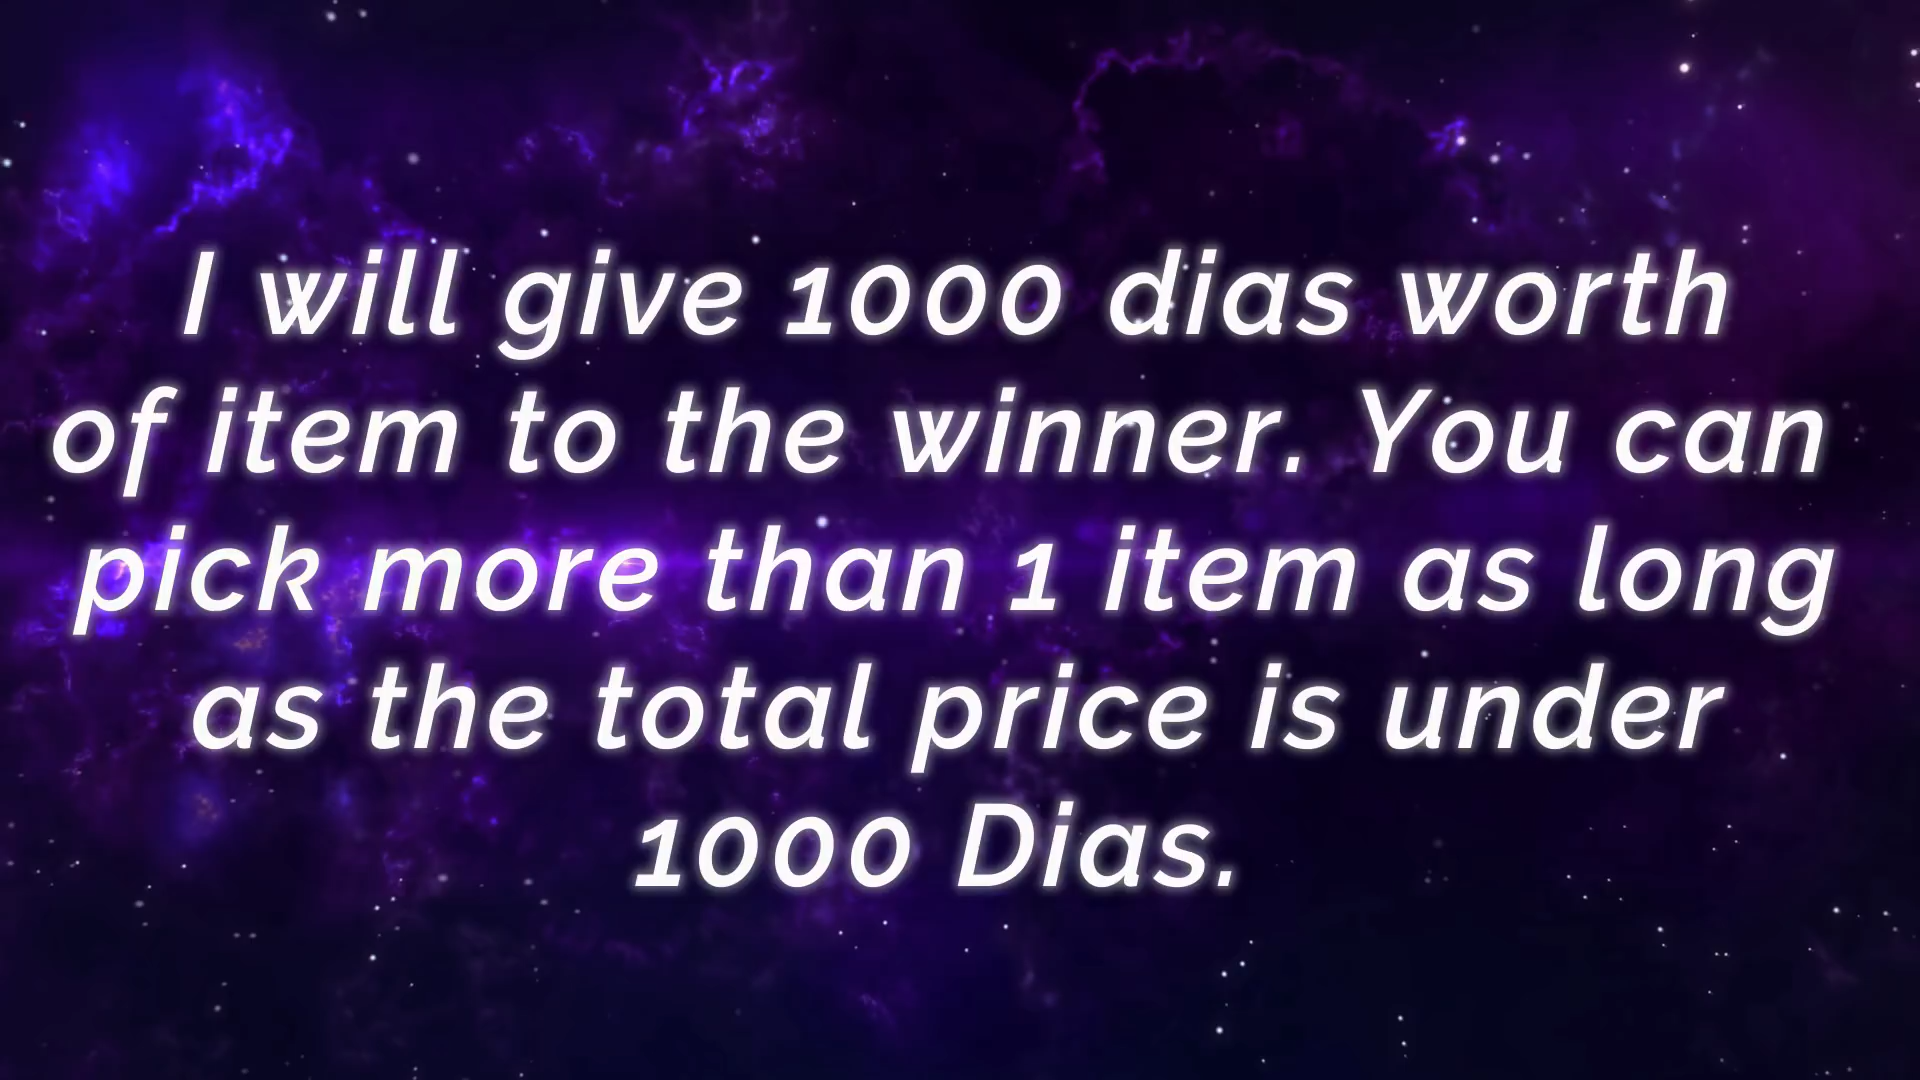 I will give 1000 dias worth
of item to the winner. You can
pick more than 1 item as long
as the total price is under
1000 Dias.